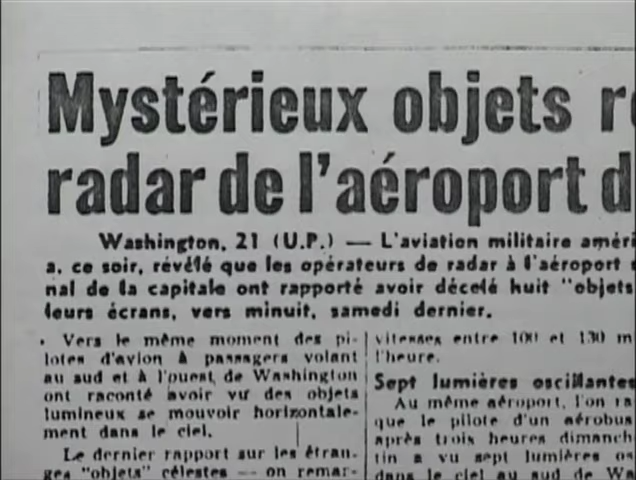 Mystérieux objets r
radar de l'aéroport d
Washington, 21 (U.P.) — L'aviation militaire améri
a, ce soir, révélé que les opérateurs de radar à l'aéroport
nal de la capitale ont rapporté avoir décelé huit "objets
leurs écrans, vers minuit, samedi dernier.
Vers le même moment des pi-
lotes d'avion à passagers volant
au sud et à l'ouest de Washington
ont raconté avoir vu des objets
lumineux se mouvoir horizontale-
ment dans le ciel.
Le dernier rapport sur les étran-
ges "objets" célestes — on remar-
vitesses entre 100 et 130 m
l'heure.
Sept lumières oscillantes
Au même aéroport, l'on ra
que le pilote d'un aérobus
après trois heures dimanch
tin a vu sept lumières os
dans le ciel au sud de Wa